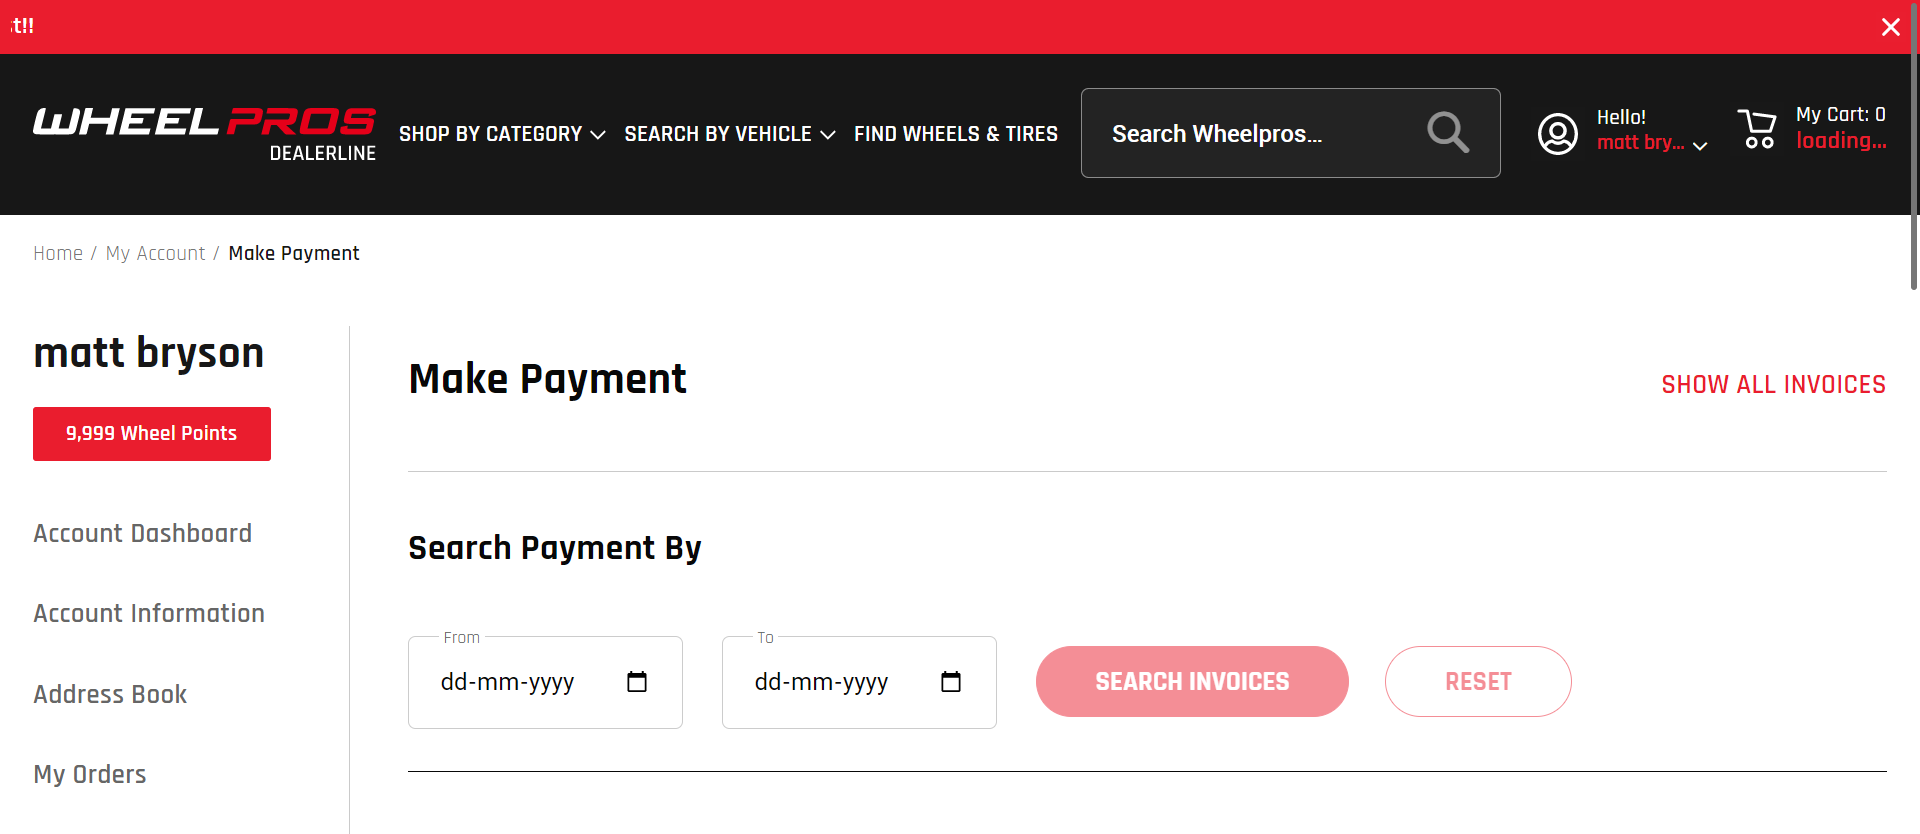 t!!
WHEEL PROS
DEALERLINE
SHOP BY CATEGORY
SEARCH BY VEHICLE
FIND WHEELS & TIRES
Search Wheelpros...
Hello!
matt bry...
My Cart: 0
loading...
Home / My Account / Make Payment
matt bryson
9,999 Wheel Points
Account Dashboard
Account Information
Address Book
My Orders
Make Payment
SHOW ALL INVOICES
Search Payment By
From
dd-mm-yyyy
To
dd-mm-yyyy
SEARCH INVOICES
RESET